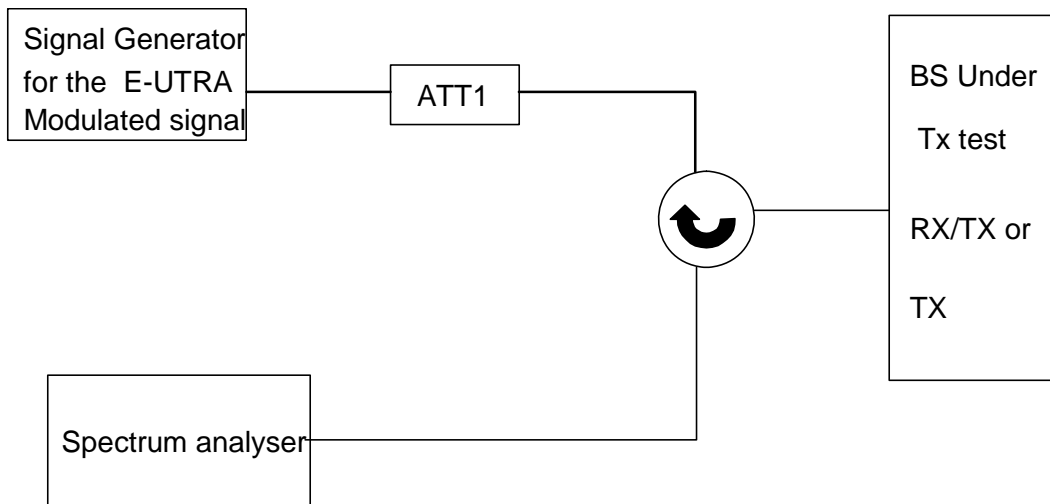 Signal Generator
for the E-UTRA
Modulated signal
ATT1
BS Under
Tx test
RX/TX or
TX
Spectrum analyser